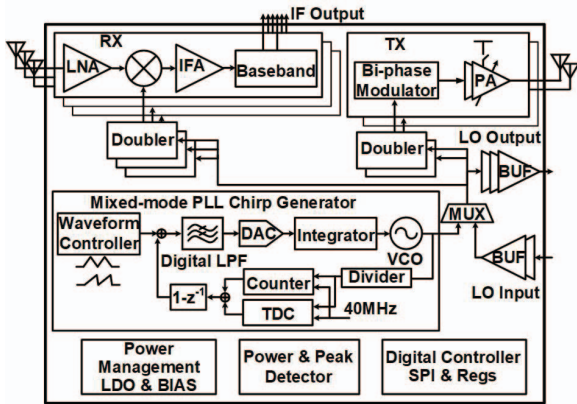 IF Output
RX
LNA
IFA
Baseband
TX
Bi-phase
Modulator
PA
Doubler
Doubler
LO Output
BUF
Mixed-mode PLL Chirp Generator
Waveform
Controller
Digital LPF
DAC
Integrator
VCO
MUX
BUF
LO Input
Divider
Counter
TDC
1-z⁻¹
40MHz
Power
Management
LDO & BIAS
Power & Peak
Detector
Digital Controller
SPI & Regs